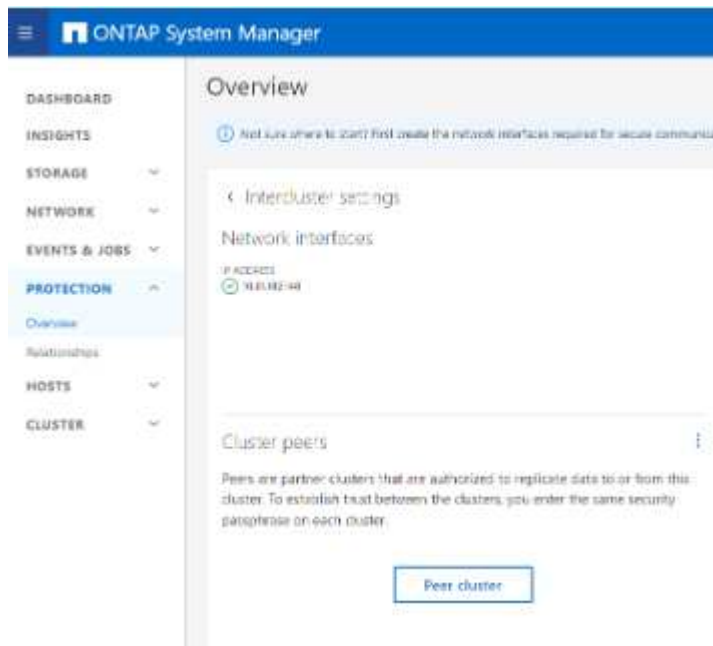 ONTAP System Manager
DASHBOARD
INSIGHTS
STORAGE
NETWORK
EVENTS & JOBS
PROTECTION
Overview
Relationships
HOSTS
CLUSTER
Overview
Not sure where to start? First create the network interfaces required for secure communica
Intercluster settings
Network interfaces
IP ADDRESS
Cluster peers
Peers are partner clusters that are authorized to replicate data to or from this
cluster. To establish trust between the clusters, you enter the same security
passphrase on each cluster.
Peer cluster